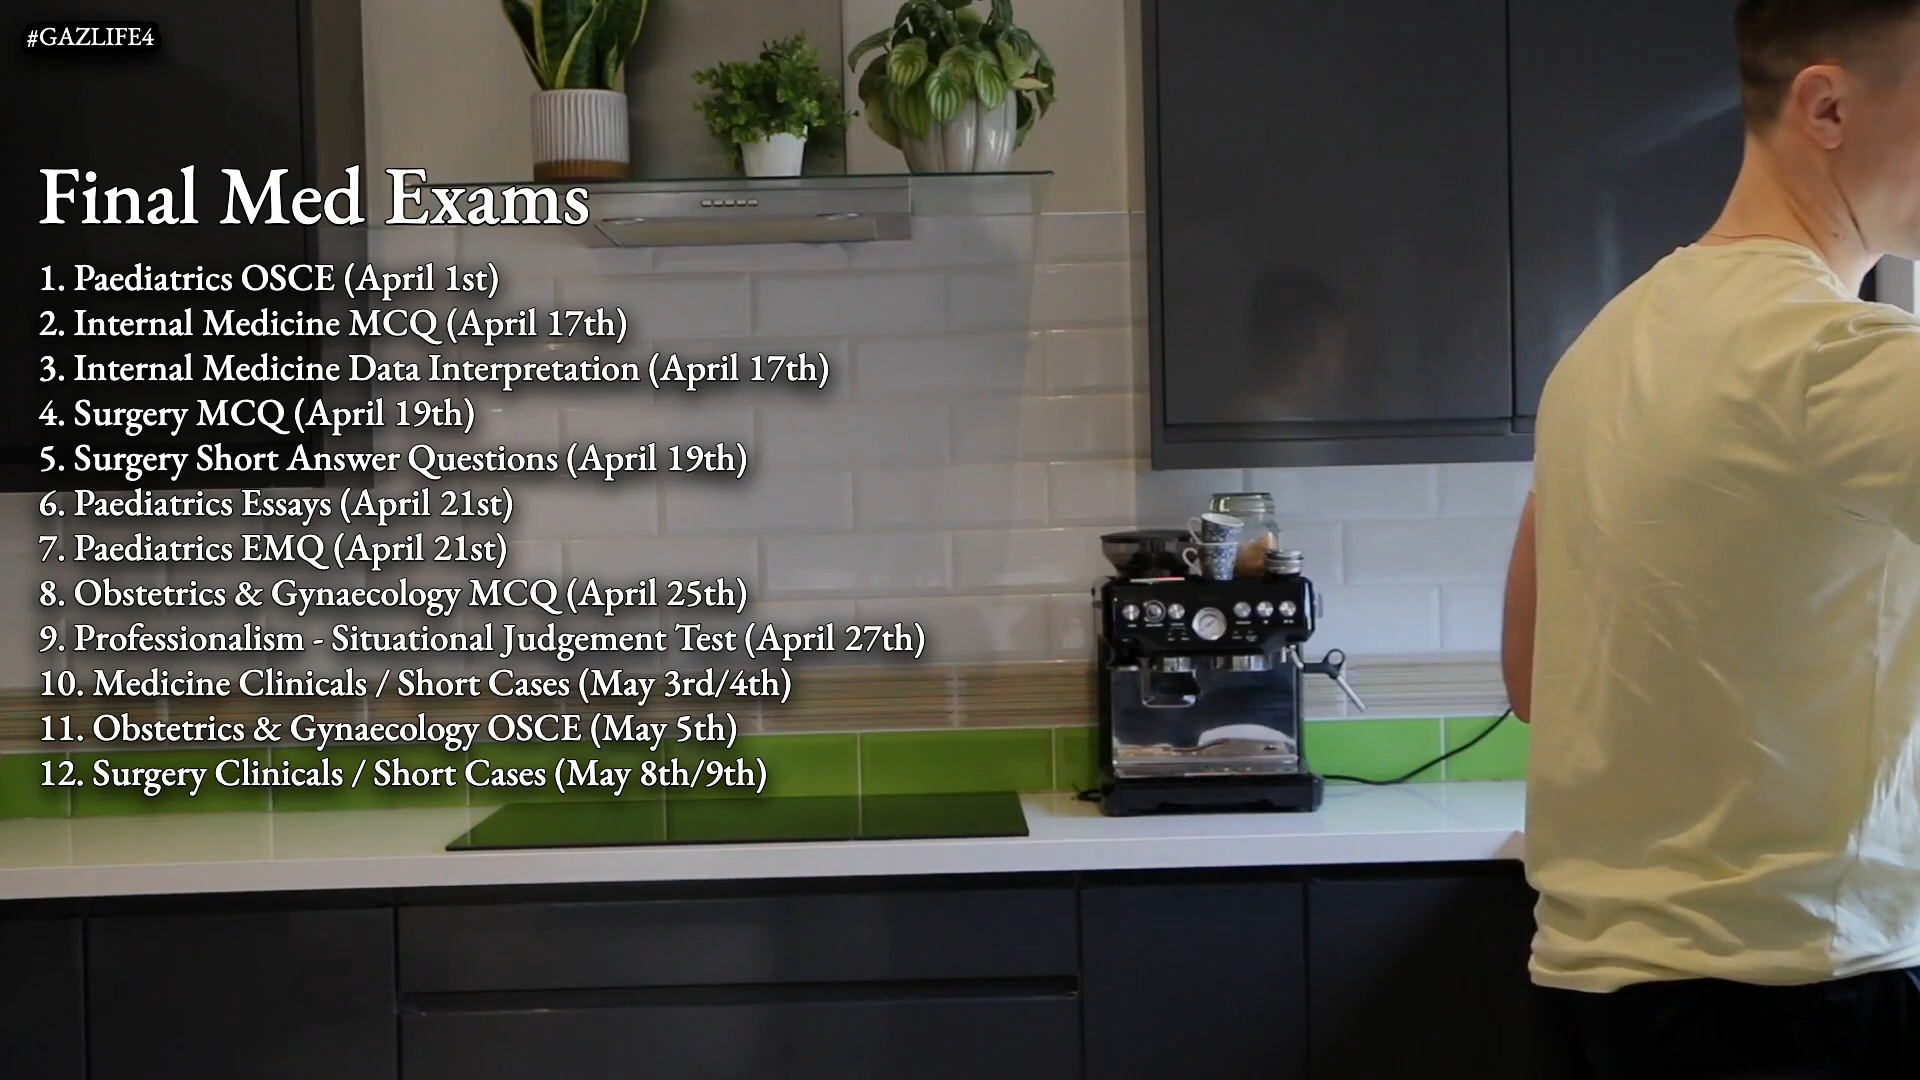 #GAZLIFE4
Final Med Exams
1. Paediatrics OSCE (April 1st)
2. Internal Medicine MCQ (April 17th)
3. Internal Medicine Data Interpretation (April 17th)
4. Surgery MCQ (April 19th)
5. Surgery Short Answer Questions (April 19th)
6. Paediatrics Essays (April 21st)
7. Paediatrics EMQ (April 21st)
8. Obstetrics & Gynaecology MCQ (April 25th)
9. Professionalism - Situational Judgement Test (April 27th)
10. Medicine Clinicals / Short Cases (May 3rd/4th)
11. Obstetrics & Gynaecology OSCE (May 5th)
12. Surgery Clinicals / Short Cases (May 8th/9th)